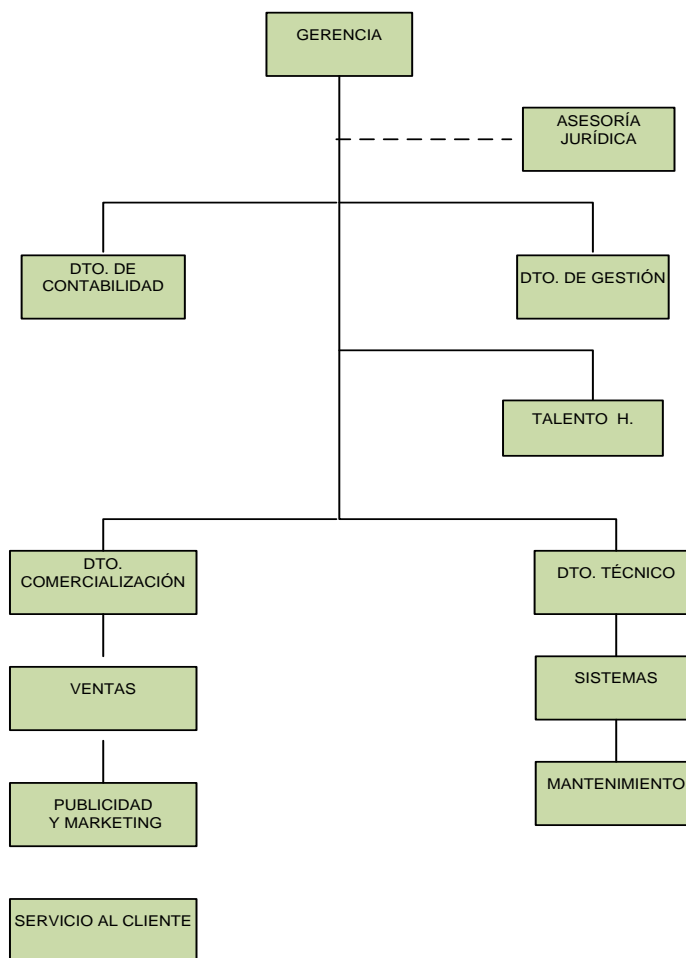 GERENCIA
ASESORÍA
JURÍDICA
DTO. DE
CONTABILIDAD
DTO. DE GESTIÓN
TALENTO H.
DTO.
COMERCIALIZACIÓN
DTO. TÉCNICO
VENTAS
SISTEMAS
PUBLICIDAD
Y MARKETING
MANTENIMIENTO
SERVICIO AL CLIENTE